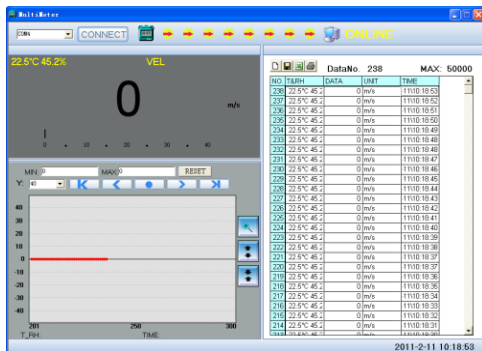 MultiMeter
COM4 CONNECT ONLINE
22.5°C 45.2% VEL
0 m/s
0 10 20 30 40
MIN: 0 MAX: 0 RESET
Y: 40
40
30
20
10
0
-10
-20
-30
-40
201 250 300
T_RH: TIME:
DataNo. 238 MAX: 50000
NO. T&RH DATA UNIT TIME
238 22.5°C 45.2 0 m/s 11\10:18:53
237 22.5°C 45.2 0 m/s 11\10:18:52
236 22.5°C 45.2 0 m/s 11\10:18:51
235 22.5°C 45.2 0 m/s 11\10:18:50
234 22.5°C 45.2 0 m/s 11\10:18:49
233 22.5°C 45.2 0 m/s 11\10:18:48
232 22.5°C 45.2 0 m/s 11\10:18:48
231 22.5°C 45.2 0 m/s 11\10:18:47
230 22.5°C 45.2 0 m/s 11\10:18:46
229 22.5°C 45.2 0 m/s 11\10:18:45
228 22.5°C 45.2 0 m/s 11\10:18:44
227 22.5°C 45.2 0 m/s 11\10:18:43
226 22.5°C 45.2 0 m/s 11\10:18:42
225 22.5°C 45.2 0 m/s 11\10:18:41
224 22.5°C 45.2 0 m/s 11\10:18:40
223 22.5°C 45.2 0 m/s 11\10:18:39
222 22.5°C 45.2 0 m/s 11\10:18:38
221 22.5°C 45.2 0 m/s 11\10:18:37
220 22.5°C 45.2 0 m/s 11\10:18:37
219 22.5°C 45.2 0 m/s 11\10:18:36
218 22.5°C 45.2 0 m/s 11\10:18:35
217 22.5°C 45.2 0 m/s 11\10:18:34
216 22.5°C 45.2 0 m/s 11\10:18:33
215 22.5°C 45.2 0 m/s 11\10:18:32
214 22.5°C 45.2 0 m/s 11\10:18:31
2011-2-11 10:18:53